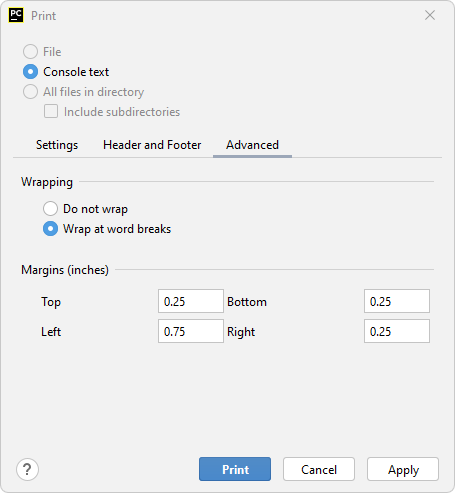 PC Print
File
Console text
All files in directory
Include subdirectories
Settings Header and Footer Advanced
Wrapping
Do not wrap
Wrap at word breaks
Margins (inches)
Top 0.25 Bottom 0.25
Left 0.75 Right 0.25
? Print Cancel Apply